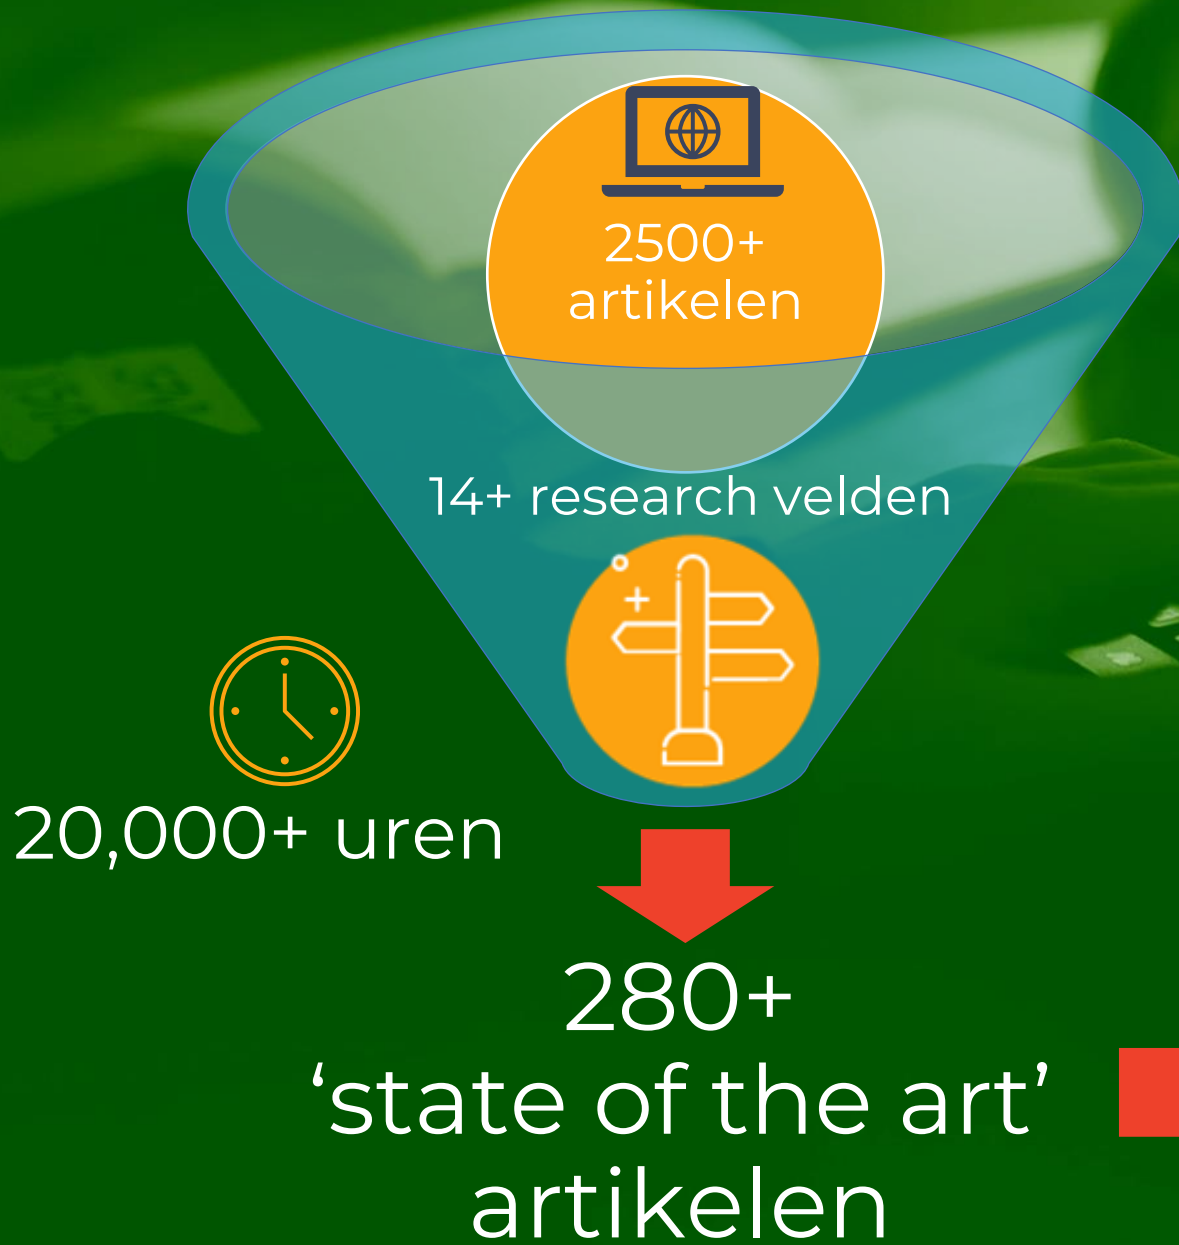 2500+
artikelen
14+ research velden
20,000+ uren
280+
‘state of the art’
artikelen